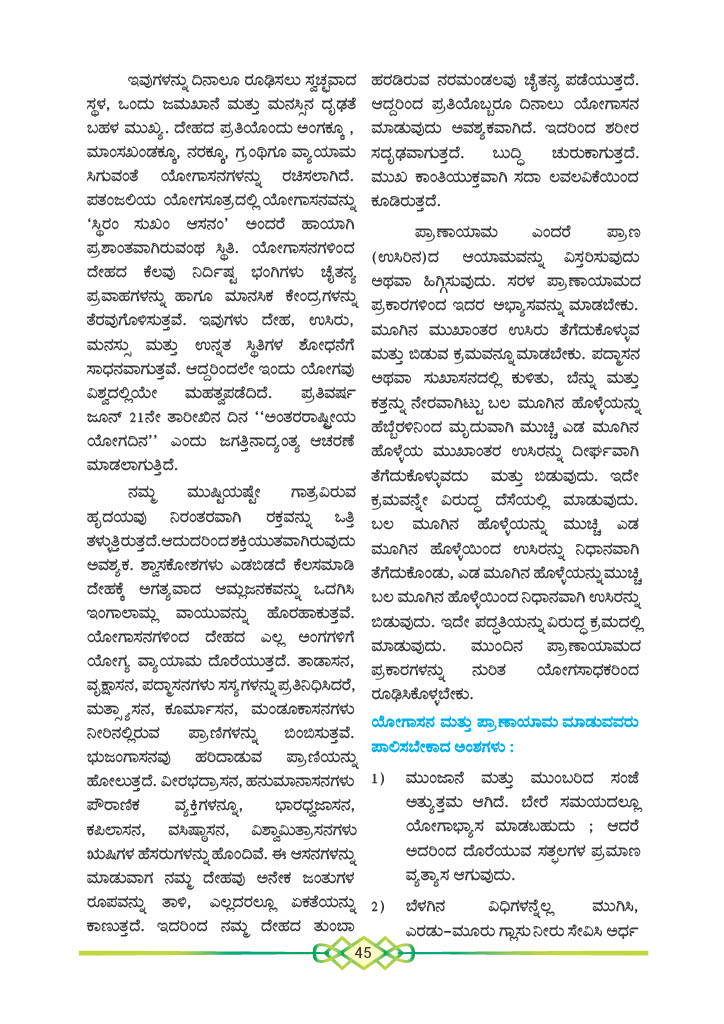 ಇವುಗಳನ್ನು ದಿನಾಲೂ ರೂಢಿಸಲು ಸ್ವಚ್ಛವಾದ
ಸ್ಥಳ, ಒಂದು ಜಮಖಾನೆ ಮತ್ತು ಮನಸ್ಸಿನ ದೃಢತೆ
ಬಹಳ ಮುಖ್ಯ. ದೇಹದ ಪ್ರತಿಯೊಂದು ಅಂಗಕ್ಕೂ ,
ಮಾಂಸಖಂಡಕ್ಕೂ, ನರಕ್ಕೂ, ಗ್ರಂಥಿಗೂ ವ್ಯಾಯಾಮ
ಸಿಗುವಂತೆ ಯೋಗಾಸನಗಳನ್ನು ರಚಿಸಲಾಗಿದೆ.
ಪತಂಜಲಿಯ ಯೋಗಸೂತ್ರದಲ್ಲಿ ಯೋಗಾಸನವನ್ನು
‘ಸ್ಥಿರಂ ಸುಖಂ ಆಸನಂ’ ಅಂದರೆ ಹಾಯಾಗಿ
ಪ್ರಶಾಂತವಾಗಿರುವಂಥ ಸ್ಥಿತಿ. ಯೋಗಾಸನಗಳಿಂದ
ದೇಹದ ಕೆಲವು ನಿರ್ದಿಷ್ಟ ಭಂಗಿಗಳು ಚೈತನ್ಯ
ಪ್ರವಾಹಗಳನ್ನು ಹಾಗೂ ಮಾನಸಿಕ ಕೇಂದ್ರಗಳನ್ನು
ತೆರವುಗೊಳಿಸುತ್ತವೆ. ಇವುಗಳು ದೇಹ, ಉಸಿರು,
ಮನಸ್ಸು ಮತ್ತು ಉನ್ನತ ಸ್ಥಿತಿಗಳ ಶೋಧನೆಗೆ
ಸಾಧನವಾಗುತ್ತವೆ. ಆದ್ದರಿಂದಲೇ ಇಂದು ಯೋಗವು
ವಿಶ್ವದಲ್ಲಿಯೇ ಮಹತ್ವಪಡೆದಿದೆ. ಪ್ರತಿವರ್ಷ
ಜೂನ್ 21ನೇ ತಾರೀಖಿನ ದಿನ ‘‘ಅಂತರರಾಷ್ಟ್ರೀಯ
ಯೋಗದಿನ’’ ಎಂದು ಜಗತ್ತಿನಾದ್ಯಂತ್ಯ ಆಚರಣೆ
ಮಾಡಲಾಗುತ್ತಿದೆ.
ನಮ್ಮ ಮುಷ್ಟಿಯಷ್ಟೇ ಗಾತ್ರವಿರುವ
ಹೃದಯವು ನಿರಂತರವಾಗಿ ರಕ್ತವನ್ನು ಒತ್ತಿ
ತಳ್ಳುತ್ತಿರುತ್ತದೆ.ಆದುದರಿಂದ ಶಕ್ತಿಯುತವಾಗಿರುವುದು
ಅವಶ್ಯಕ. ಶ್ವಾಸಕೋಶಗಳು ಎಡಬಿಡದೆ ಕೆಲಸಮಾಡಿ
ದೇಹಕ್ಕೆ ಅಗತ್ಯವಾದ ಆಮ್ಲಜನಕವನ್ನು ಒದಗಿಸಿ
ಇಂಗಾಲಾಮ್ಲ ವಾಯುವನ್ನು ಹೊರಹಾಕುತ್ತವೆ.
ಯೋಗಾಸನಗಳಿಂದ ದೇಹದ ಎಲ್ಲ ಅಂಗಗಳಿಗೆ
ಯೋಗ್ಯ ವ್ಯಾಯಾಮ ದೊರೆಯುತ್ತದೆ. ತಾಡಾಸನ,
ವೃಕ್ಷಾಸನ, ಪದ್ಮಾಸನಗಳು ಸಸ್ಯಗಳನ್ನು ಪ್ರತಿನಿಧಿಸಿದರೆ,
ಮತ್ಸ್ಯಾಸನ, ಕೂರ್ಮಾಸನ, ಮಂಡೂಕಾಸನಗಳು
ನೀರಿನಲ್ಲಿರುವ ಪ್ರಾಣಿಗಳನ್ನು ಬಿಂಬಿಸುತ್ತವೆ.
ಭುಜಂಗಾಸನವು ಹರಿದಾಡುವ ಪ್ರಾಣಿಯನ್ನು
ಹೋಲುತ್ತದೆ. ವೀರಭದ್ರಾಸನ, ಹನುಮಾನಾಸನಗಳು
ಪೌರಾಣಿಕ ವ್ಯಕ್ತಿಗಳನ್ನೂ, ಭಾರಧ್ವಜಾಸನ,
ಕಪಿಲಾಸನ, ವಸಿಷ್ಠಾಸನ, ವಿಶ್ವಾಮಿತ್ರಾಸನಗಳು
ಋಷಿಗಳ ಹೆಸರುಗಳನ್ನು ಹೊಂದಿವೆ. ಈ ಆಸನಗಳನ್ನು
ಮಾಡುವಾಗ ನಮ್ಮ ದೇಹವು ಅನೇಕ ಜಂತುಗಳ
ರೂಪವನ್ನು ತಾಳಿ, ಎಲ್ಲದರಲ್ಲೂ ಏಕತೆಯನ್ನು
ಕಾಣುತ್ತದೆ. ಇದರಿಂದ ನಮ್ಮ ದೇಹದ ತುಂಬಾ
ಹರಡಿರುವ ನರಮಂಡಲವು ಚೈತನ್ಯ ಪಡೆಯುತ್ತದೆ.
ಆದ್ದರಿಂದ ಪ್ರತಿಯೊಬ್ಬರೂ ದಿನಾಲು ಯೋಗಾಸನ
ಮಾಡುವುದು ಅವಶ್ಯಕವಾಗಿದೆ. ಇದರಿಂದ ಶರೀರ
ಸದೃಢವಾಗುತ್ತದೆ. ಬುದ್ಧಿ ಚುರುಕಾಗುತ್ತದೆ.
ಮುಖ ಕಾಂತಿಯುಕ್ತವಾಗಿ ಸದಾ ಲವಲವಿಕೆಯಿಂದ
ಕೂಡಿರುತ್ತದೆ.
ಪ್ರಾಣಾಯಾಮ ಎಂದರೆ ಪ್ರಾಣ
(ಉಸಿರಿನ)ದ ಆಯಾಮವನ್ನು ವಿಸ್ತರಿಸುವುದು
ಅಥವಾ ಹಿಗ್ಗಿಸುವುದು. ಸರಳ ಪ್ರಾಣಾಯಾಮದ
ಪ್ರಕಾರಗಳಿಂದ ಇದರ ಅಭ್ಯಾಸವನ್ನು ಮಾಡಬೇಕು.
ಮೂಗಿನ ಮುಖಾಂತರ ಉಸಿರು ತೆಗೆದುಕೊಳ್ಳುವ
ಮತ್ತು ಬಿಡುವ ಕ್ರಮವನ್ನೂ ಮಾಡಬೇಕು. ಪದ್ಮಾಸನ
ಅಥವಾ ಸುಖಾಸನದಲ್ಲಿ ಕುಳಿತು, ಬೆನ್ನು ಮತ್ತು
ಕತ್ತನ್ನು ನೇರವಾಗಿಟ್ಟು ಬಲ ಮೂಗಿನ ಹೊಳ್ಳೆಯನ್ನು
ಹೆಬ್ಬೆರಳಿನಿಂದ ಮೃದುವಾಗಿ ಮುಚ್ಚಿ ಎಡ ಮೂಗಿನ
ಹೊಳ್ಳೆಯ ಮುಖಾಂತರ ಉಸಿರನ್ನು ದೀರ್ಘವಾಗಿ
ತೆಗೆದುಕೊಳ್ಳುವದು ಮತ್ತು ಬಿಡುವುದು. ಇದೇ
ಕ್ರಮವನ್ನೇ ವಿರುದ್ಧ ದೆಸೆಯಲ್ಲಿ ಮಾಡುವುದು.
ಬಲ ಮೂಗಿನ ಹೊಳ್ಳೆಯನ್ನು ಮುಚ್ಚಿ ಎಡ
ಮೂಗಿನ ಹೊಳ್ಳೆಯಿಂದ ಉಸಿರನ್ನು ನಿಧಾನವಾಗಿ
ತೆಗೆದುಕೊಂಡು, ಎಡ ಮೂಗಿನ ಹೊಳ್ಳೆಯನ್ನು ಮುಚ್ಚಿ
ಬಲ ಮೂಗಿನ ಹೊಳ್ಳೆಯಿಂದ ನಿಧಾನವಾಗಿ ಉಸಿರನ್ನು
ಬಿಡುವುದು. ಇದೇ ಪದ್ಧತಿಯನ್ನು ವಿರುದ್ಧ ಕ್ರಮದಲ್ಲಿ
ಮಾಡುವುದು. ಮುಂದಿನ ಪ್ರಾಣಾಯಾಮದ
ಪ್ರಕಾರಗಳನ್ನು ನುರಿತ ಯೋಗಸಾಧಕರಿಂದ
ರೂಢಿಸಿಕೊಳ್ಳಬೇಕು.
ಯೋಗಾಸನ ಮತ್ತು ಪ್ರಾಣಾಯಾಮ ಮಾಡುವವರು
ಪಾಲಿಸಬೇಕಾದ ಅಂಶಗಳು :
1) ಮುಂಜಾನೆ ಮತ್ತು ಮುಂಬರಿದ ಸಂಜೆ
ಅತ್ಯುತ್ತಮ ಆಗಿದೆ. ಬೇರೆ ಸಮಯದಲ್ಲೂ
ಯೋಗಾಭ್ಯಾಸ ಮಾಡಬಹುದು ; ಆದರೆ
ಅದರಿಂದ ದೊರೆಯುವ ಸತ್ಫಲಗಳ ಪ್ರಮಾಣ
ವ್ಯತ್ಯಾಸ ಆಗುವುದು.
2) ಬೆಳಗಿನ ವಿಧಿಗಳನ್ನೆಲ್ಲ ಮುಗಿಸಿ,
ಎರಡು–ಮೂರು ಗ್ಲಾಸು ನೀರು ಸೇವಿಸಿ ಅರ್ಧ
45